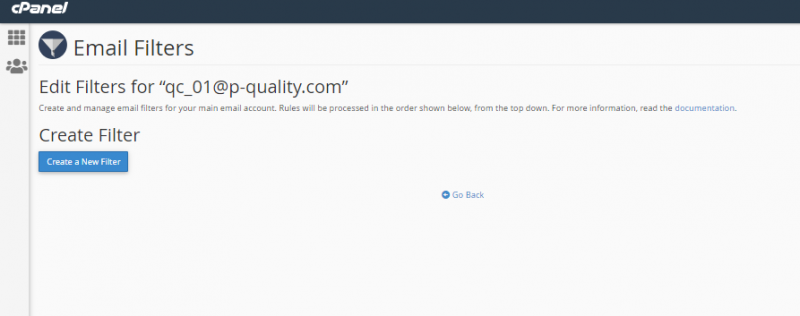 cPanel
Email Filters
Edit Filters for “qc_01@p-quality.com”
Create and manage email filters for your main email account. Rules will be processed in the order shown below, from the top down. For more information, read the documentation.
Create Filter
Create a New Filter
Go Back